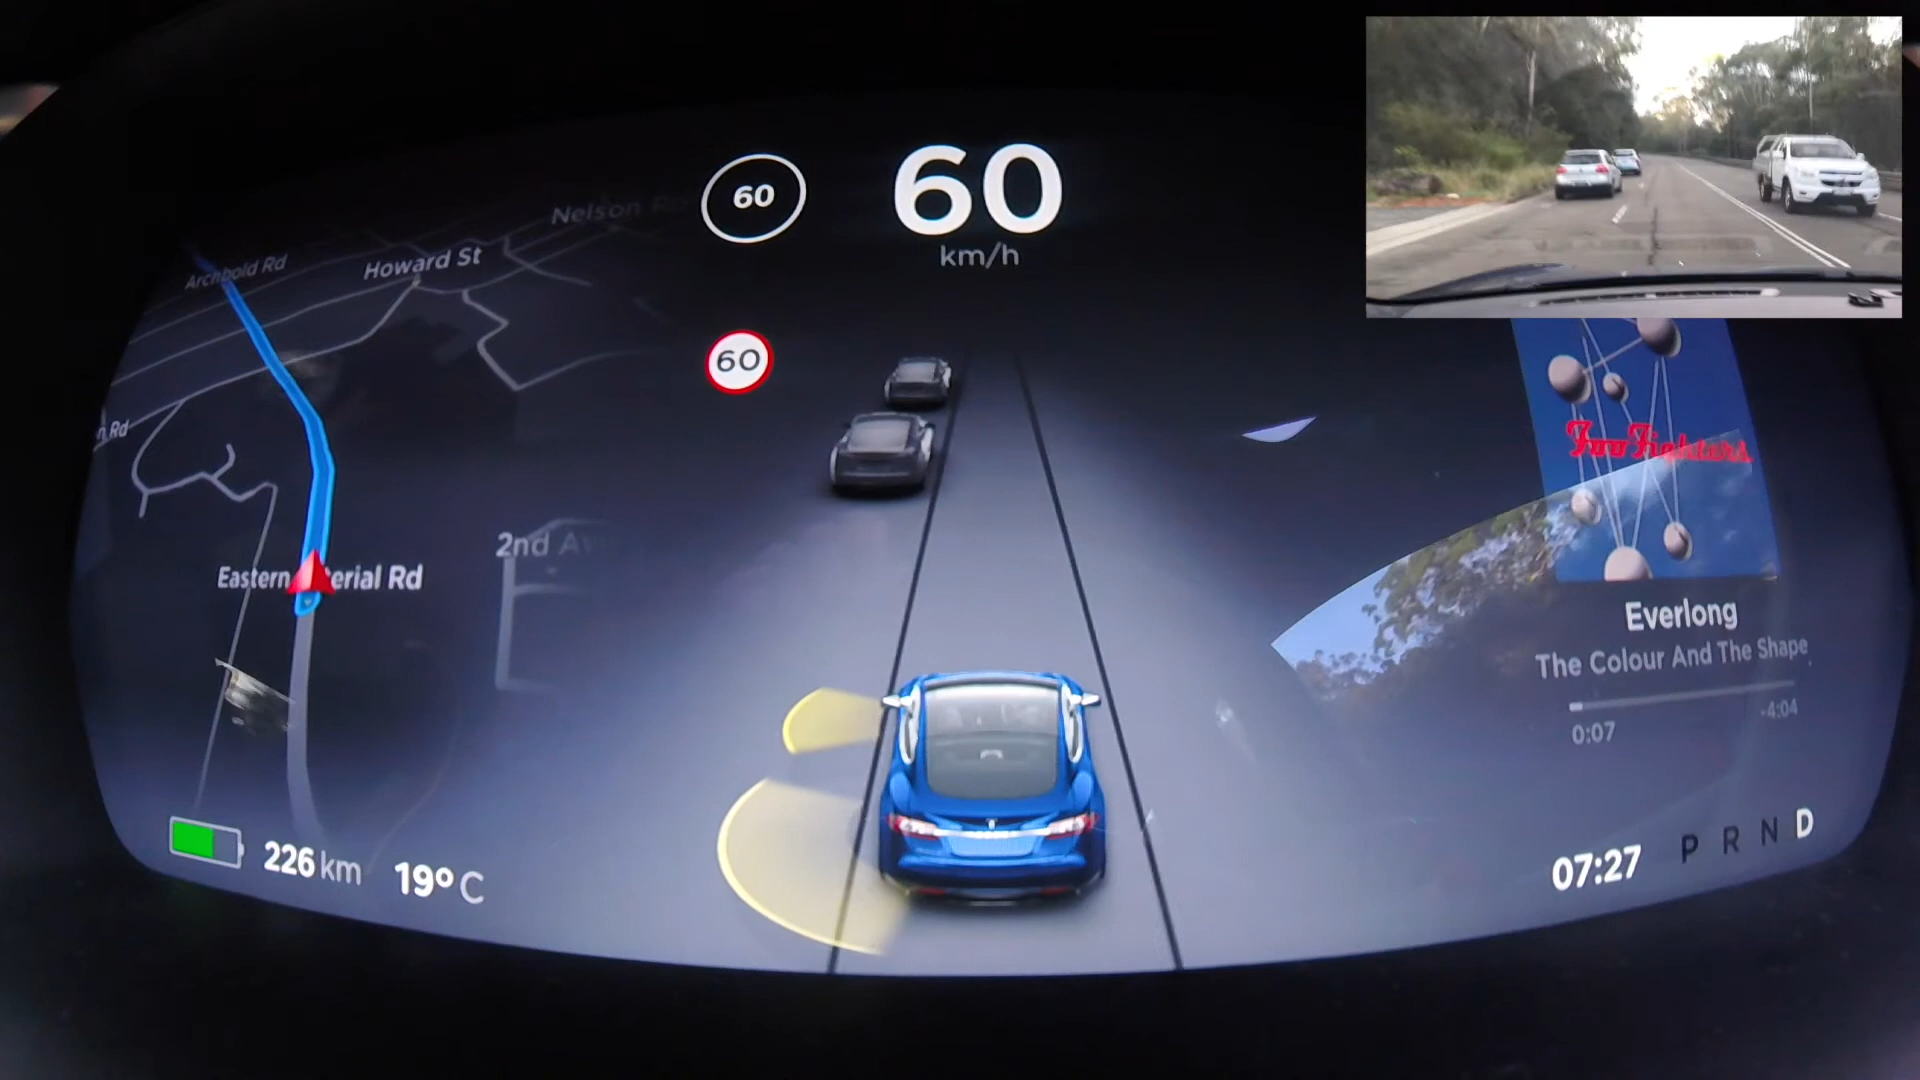 Nelson
60
60
km/h
Archbold Rd
Howard St
60
Rd
Foo Fighters
2nd
Eastern
erial Rd
Everlong
The Colour And The Shape
0:07
-4:04
226 km
19°C
07:27
P R N D